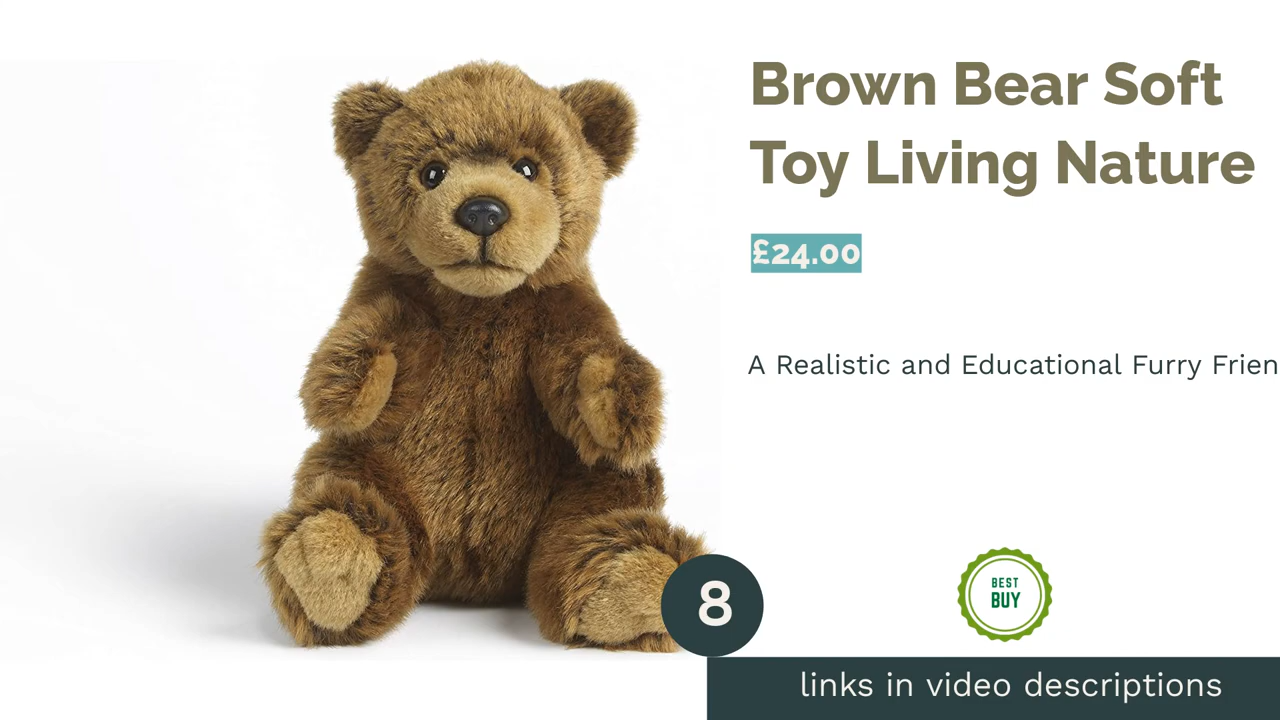 Brown Bear Soft
Toy Living Nature
£24.00
A Realistic and Educational Furry Frien
8
BEST
BUY
links in video descriptions